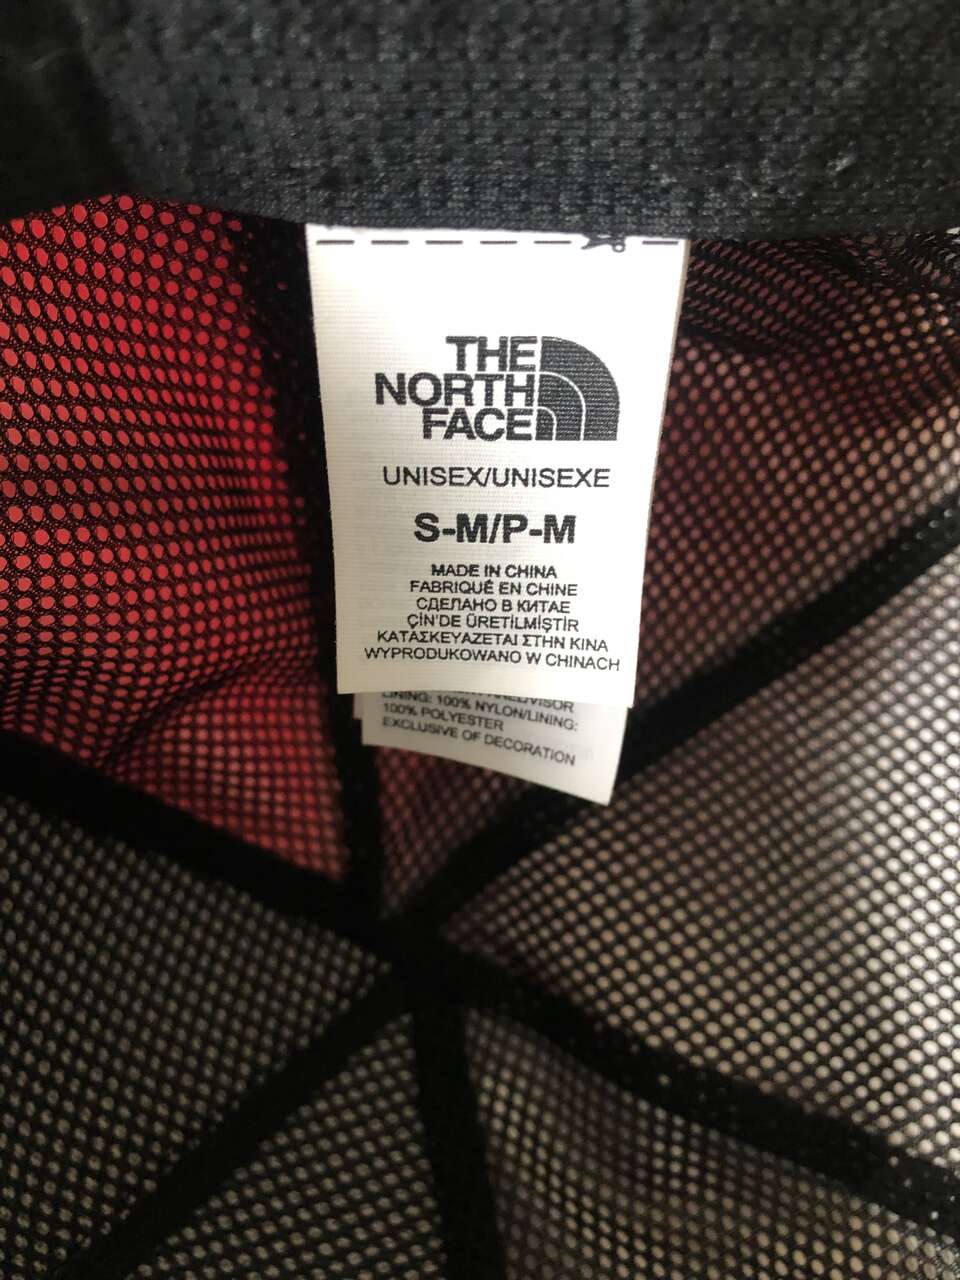 THE
NORTH
FACE
UNISEX/UNISEXE
S-M/P-M
MADE IN CHINA
FABRIQUÉ EN CHINE
СДЕЛАНО В КИТАЕ
ÇİN'DE ÜRETİLMİŞTİR
ΚΑΤΑΣΚΕΥΑΖΕΤΑΙ ΣΤΗΝ ΚΙΝΑ
WYPRODUKOWANO W CHINACH
LINING: 100% NYLON/LINING:
100% POLYESTER
EXCLUSIVE OF DECORATION